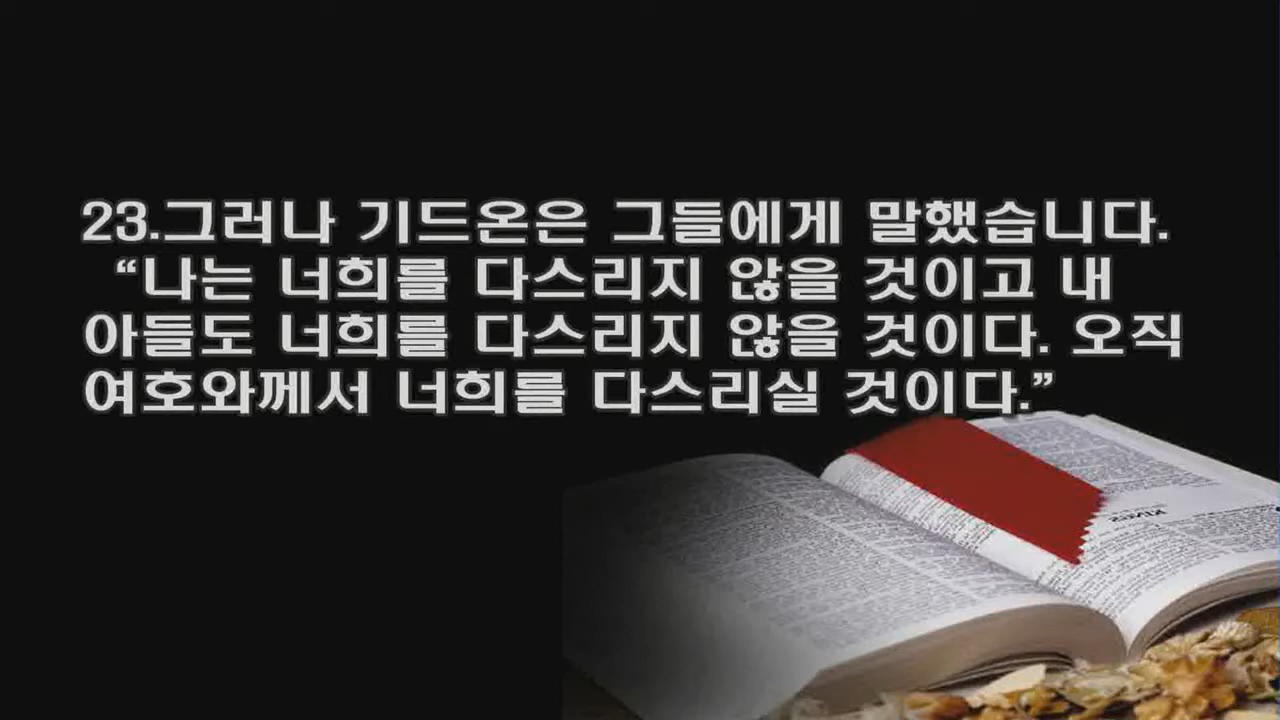 23.그러나 기드온은 그들에게 말했습니다.
“나는 너희를 다스리지 않을 것이고 내
아들도 너희를 다스리지 않을 것이다. 오직
여호와께서 너희를 다스리실 것이다.”